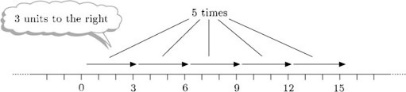 5 times
3 units to the right
0 3 6 9 12 15